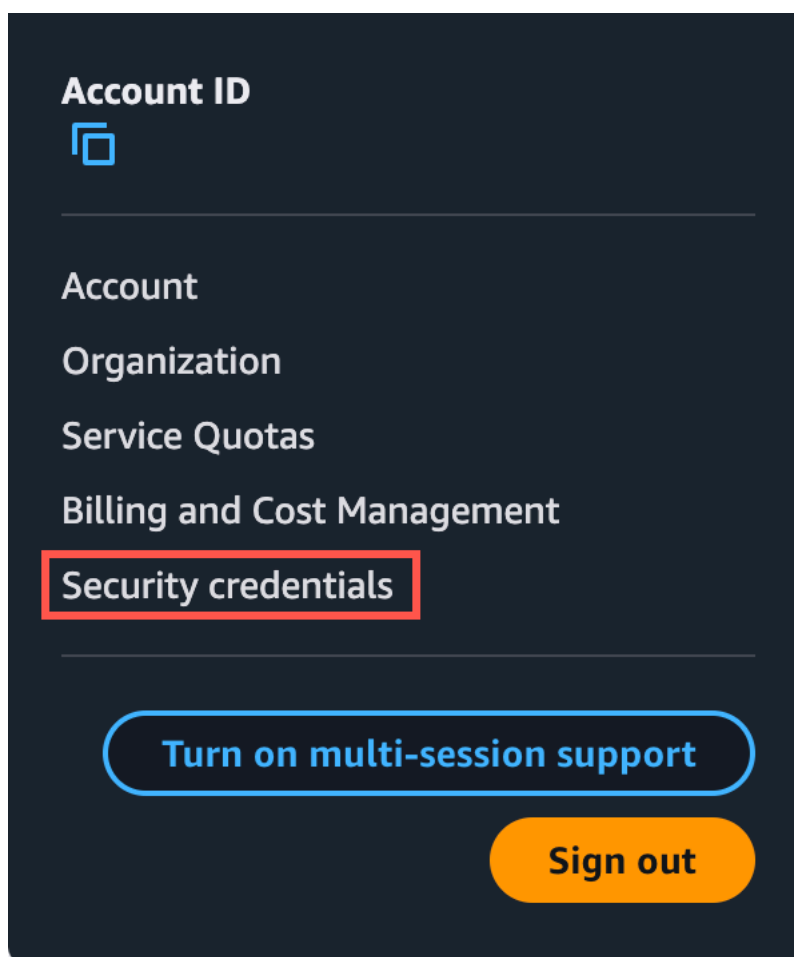 Account ID
Account
Organization
Service Quotas
Billing and Cost Management
Security credentials
Turn on multi-session support
Sign out